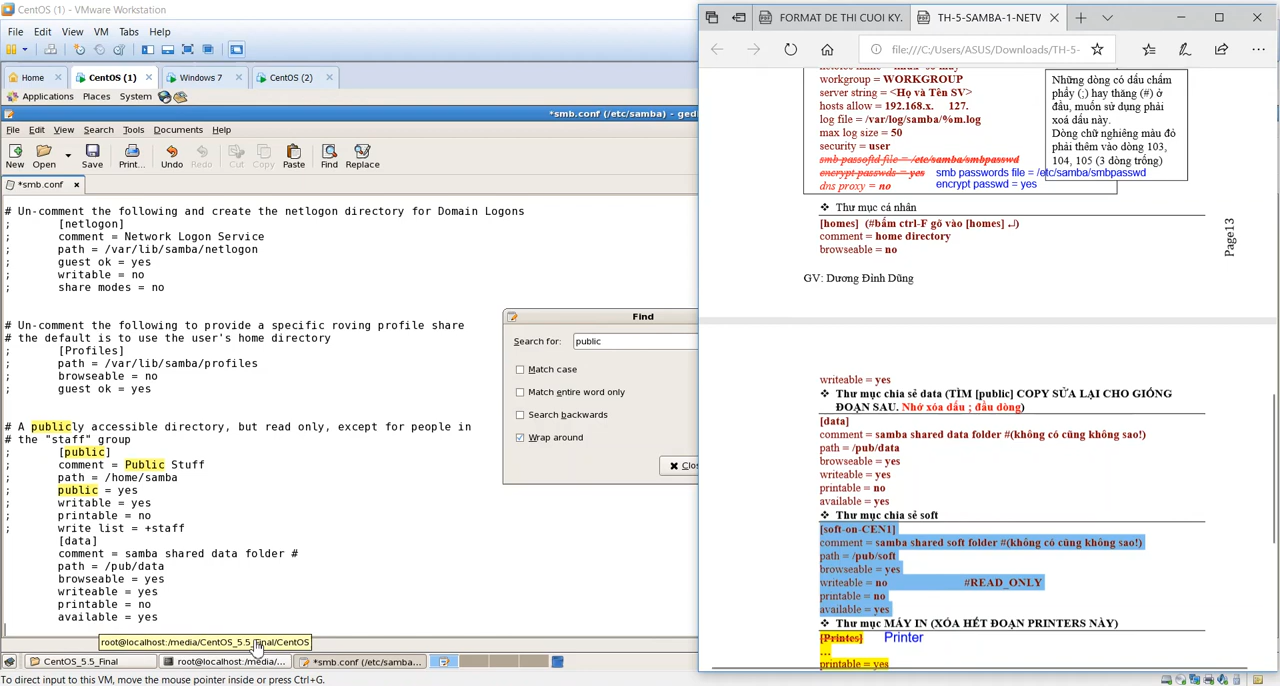 CentOS (1) - VMware Workstation
File Edit View VM Tabs Help
Home CentOS (1) Windows 7 CentOS (2)
Applications Places System
*smb.conf (/etc/samba) - ged
File Edit View Search Tools Documents Help
New Open Save Print... Undo Redo Cut Copy Paste Find Replace
*smb.conf
# Un-comment the following and create the netlogon directory for Domain Logons
; [netlogon]
; comment = Network Logon Service
; path = /var/lib/samba/netlogon
; guest ok = yes
; writable = no
; share modes = no
# Un-comment the following to provide a specific roving profile share
# the default is to use the user's home directory
; [Profiles]
; path = /var/lib/samba/profiles
; browseable = no
; guest ok = yes
# A publicly accessible directory, but read only, except for people in
# the "staff" group
; [public]
; comment = Public Stuff
; path = /home/samba
; public = yes
; writable = yes
; printable = no
; write list = +staff
[data]
comment = samba shared data folder #
path = /pub/data
browseable = yes
writeable = yes
printable = no
available = yes
root@localhost:/media/CentOS_5.5_Final/CentOS
CentOS_5.5_Final root@localhost:/media/... *smb.conf (/etc/samba...
To direct input to this VM, move the mouse pointer inside or press Ctrl+G.
Find
Search for: public
Match case
Match entire word only
Search backwards
Wrap around
Clo
FORMAT DE THI CUOI KY. TH-5-SAMBA-1-NETW
file:///C:/Users/ASUS/Downloads/TH-5-
workgroup = WORKGROUP
server string = <Họ và Tên SV>
hosts allow = 192.168.x. 127.
log file = /var/log/samba/%m.log
max log size = 50
security = user
smb passoftd file = /etc/samba/smbpasswd
encrypt passwds = yes smb passwords file = /etc/samba/smbpasswd
dns proxy = no encrypt passwd = yes
Những dòng có dấu chấm
phẩy (;) hay thăng (#) ở
đầu, muốn sử dụng phải
xoá dấu này.
Dòng chữ nghiêng màu đỏ
phải thêm vào dòng 103,
104, 105 (3 dòng trống)
❖ Thư mục cá nhân
[homes] (#bấm ctrl-F gõ vào [homes] ↵)
comment = home directory
browseable = no
Page13
GV: Dương Đình Dũng
writeable = yes
❖ Thư mục chia sẻ data (TÌM [public] COPY SỬA LẠI CHO GIỐNG
ĐOẠN SAU. Nhớ xóa dấu ; đầu dòng)
[data]
comment = samba shared data folder #(không có cũng không sao!)
path = /pub/data
browseable = yes
writeable = yes
printable = no
available = yes
❖ Thư mục chia sẻ soft
[soft-on-CEN1]
comment = samba shared soft folder #(không có cũng không sao!)
path = /pub/soft
browseable = yes
writeable = no #READ_ONLY
printable = no
available = yes
❖ Thư mục MÁY IN (XÓA HẾT ĐOẠN PRINTERS NÀY)
[Printes] Printer
...
printable = yes